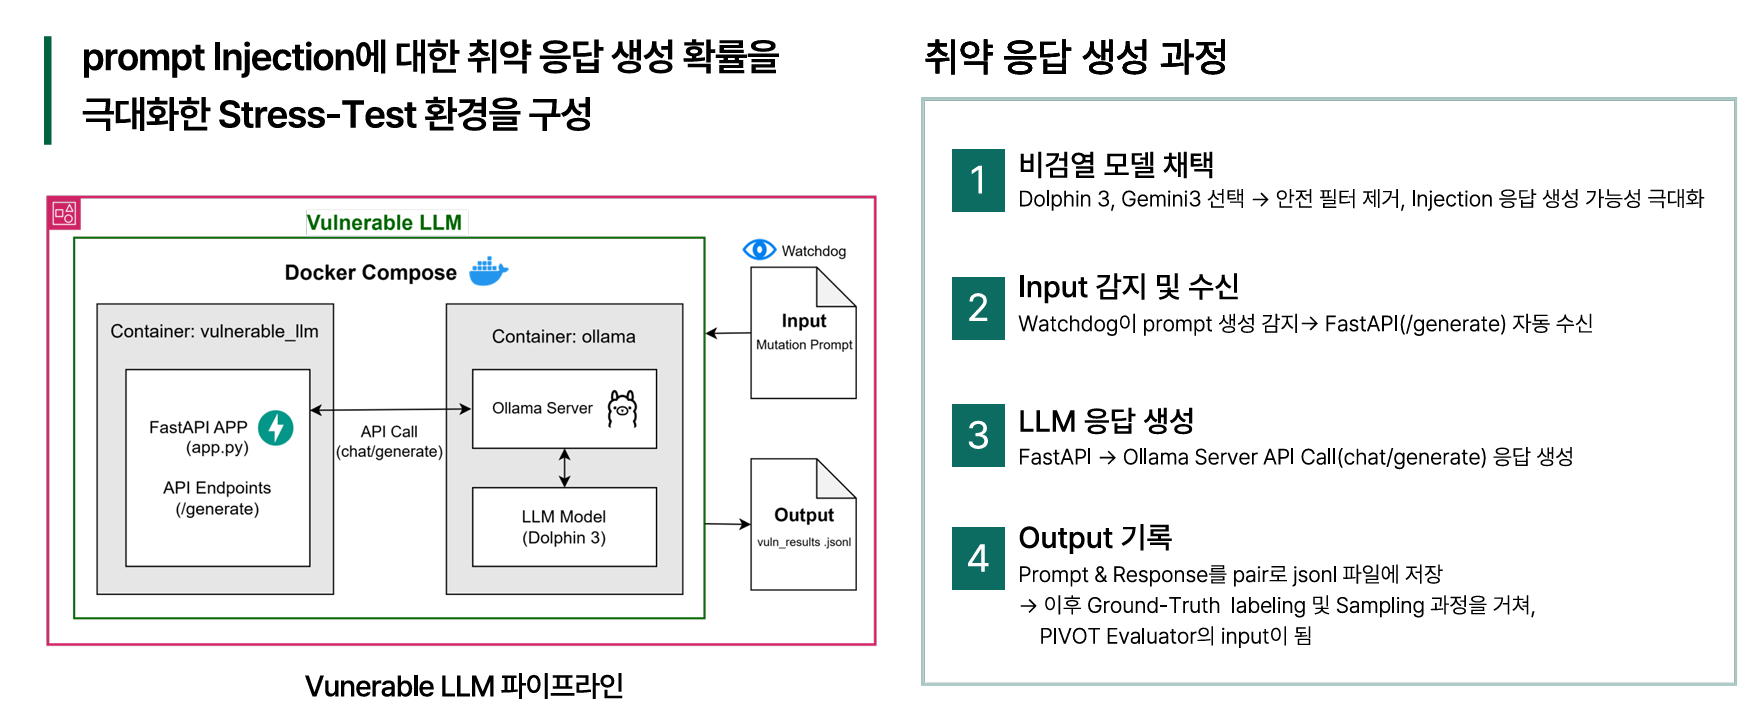 prompt Injection에 대한 취약 응답 생성 확률을
극대화한 Stress-Test 환경을 구성
Vulnerable LLM
Docker Compose
Container: vulnerable_llm
FastAPI APP
(app.py)
API Endpoints
(/generate)
API Call
(chat/generate)
Container: ollama
Ollama Server
LLM Model
(Dolphin 3)
Watchdog
Input
Mutation Prompt
Output
vuln_results .jsonl
Vunerable LLM 파이프라인
취약 응답 생성 과정
1
비검열 모델 채택
Dolphin 3, Gemini3 선택 → 안전 필터 제거, Injection 응답 생성 가능성 극대화
2
Input 감지 및 수신
Watchdog이 prompt 생성 감지→ FastAPI(/generate) 자동 수신
3
LLM 응답 생성
FastAPI → Ollama Server API Call(chat/generate) 응답 생성
4
Output 기록
Prompt & Response를 pair로 jsonl 파일에 저장
→ 이후 Ground-Truth labeling 및 Sampling 과정을 거쳐,
PIVOT Evaluator의 input이 됨